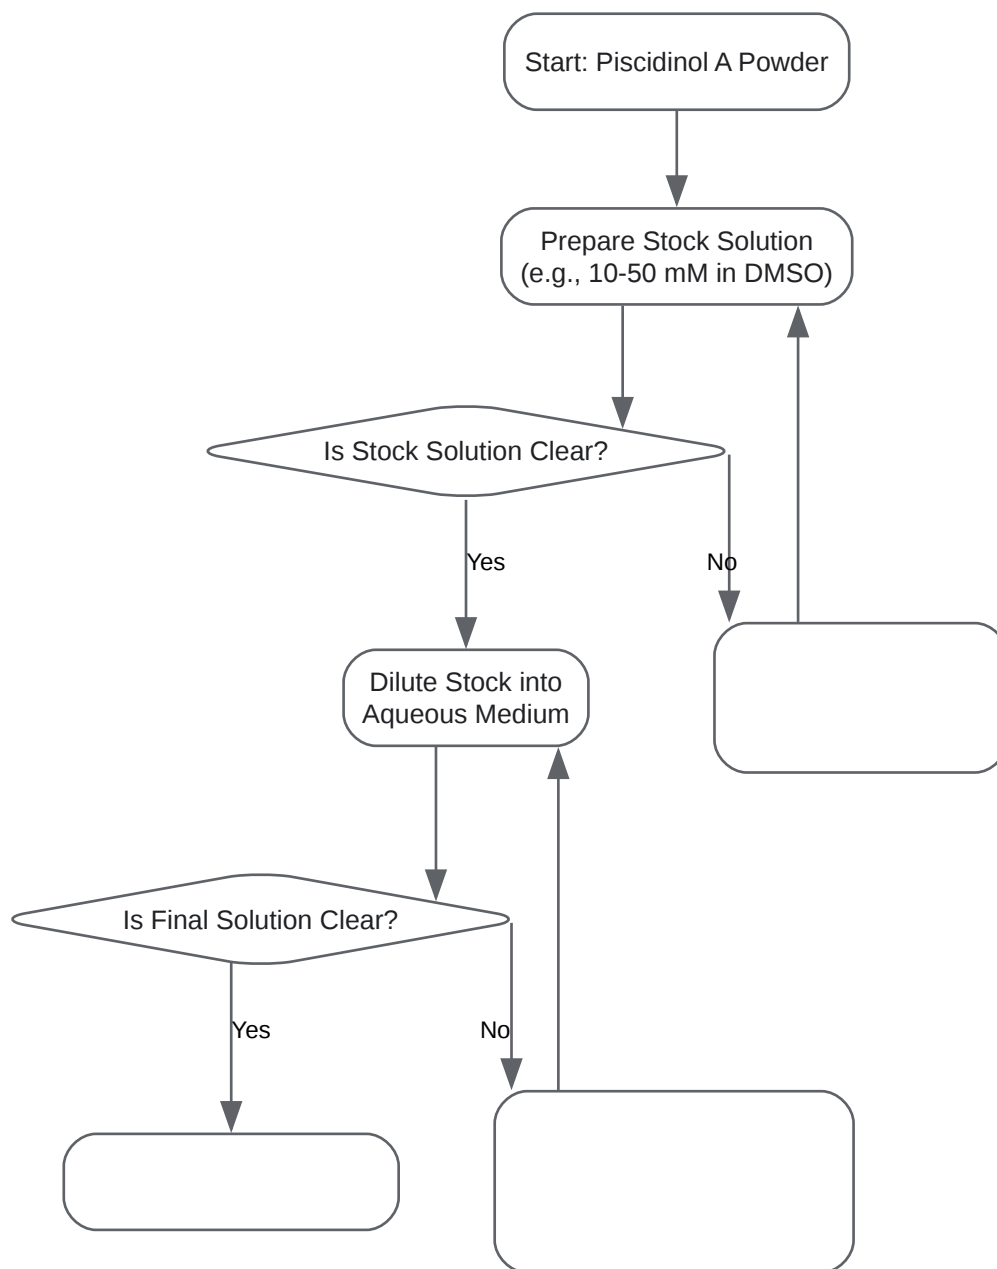 Start: Piscidinol A Powder
Prepare Stock Solution
(e.g., 10-50 mM in DMSO)
Is Stock Solution Clear?
Yes
No
Dilute Stock into
Aqueous Medium
Is Final Solution Clear?
Yes
No